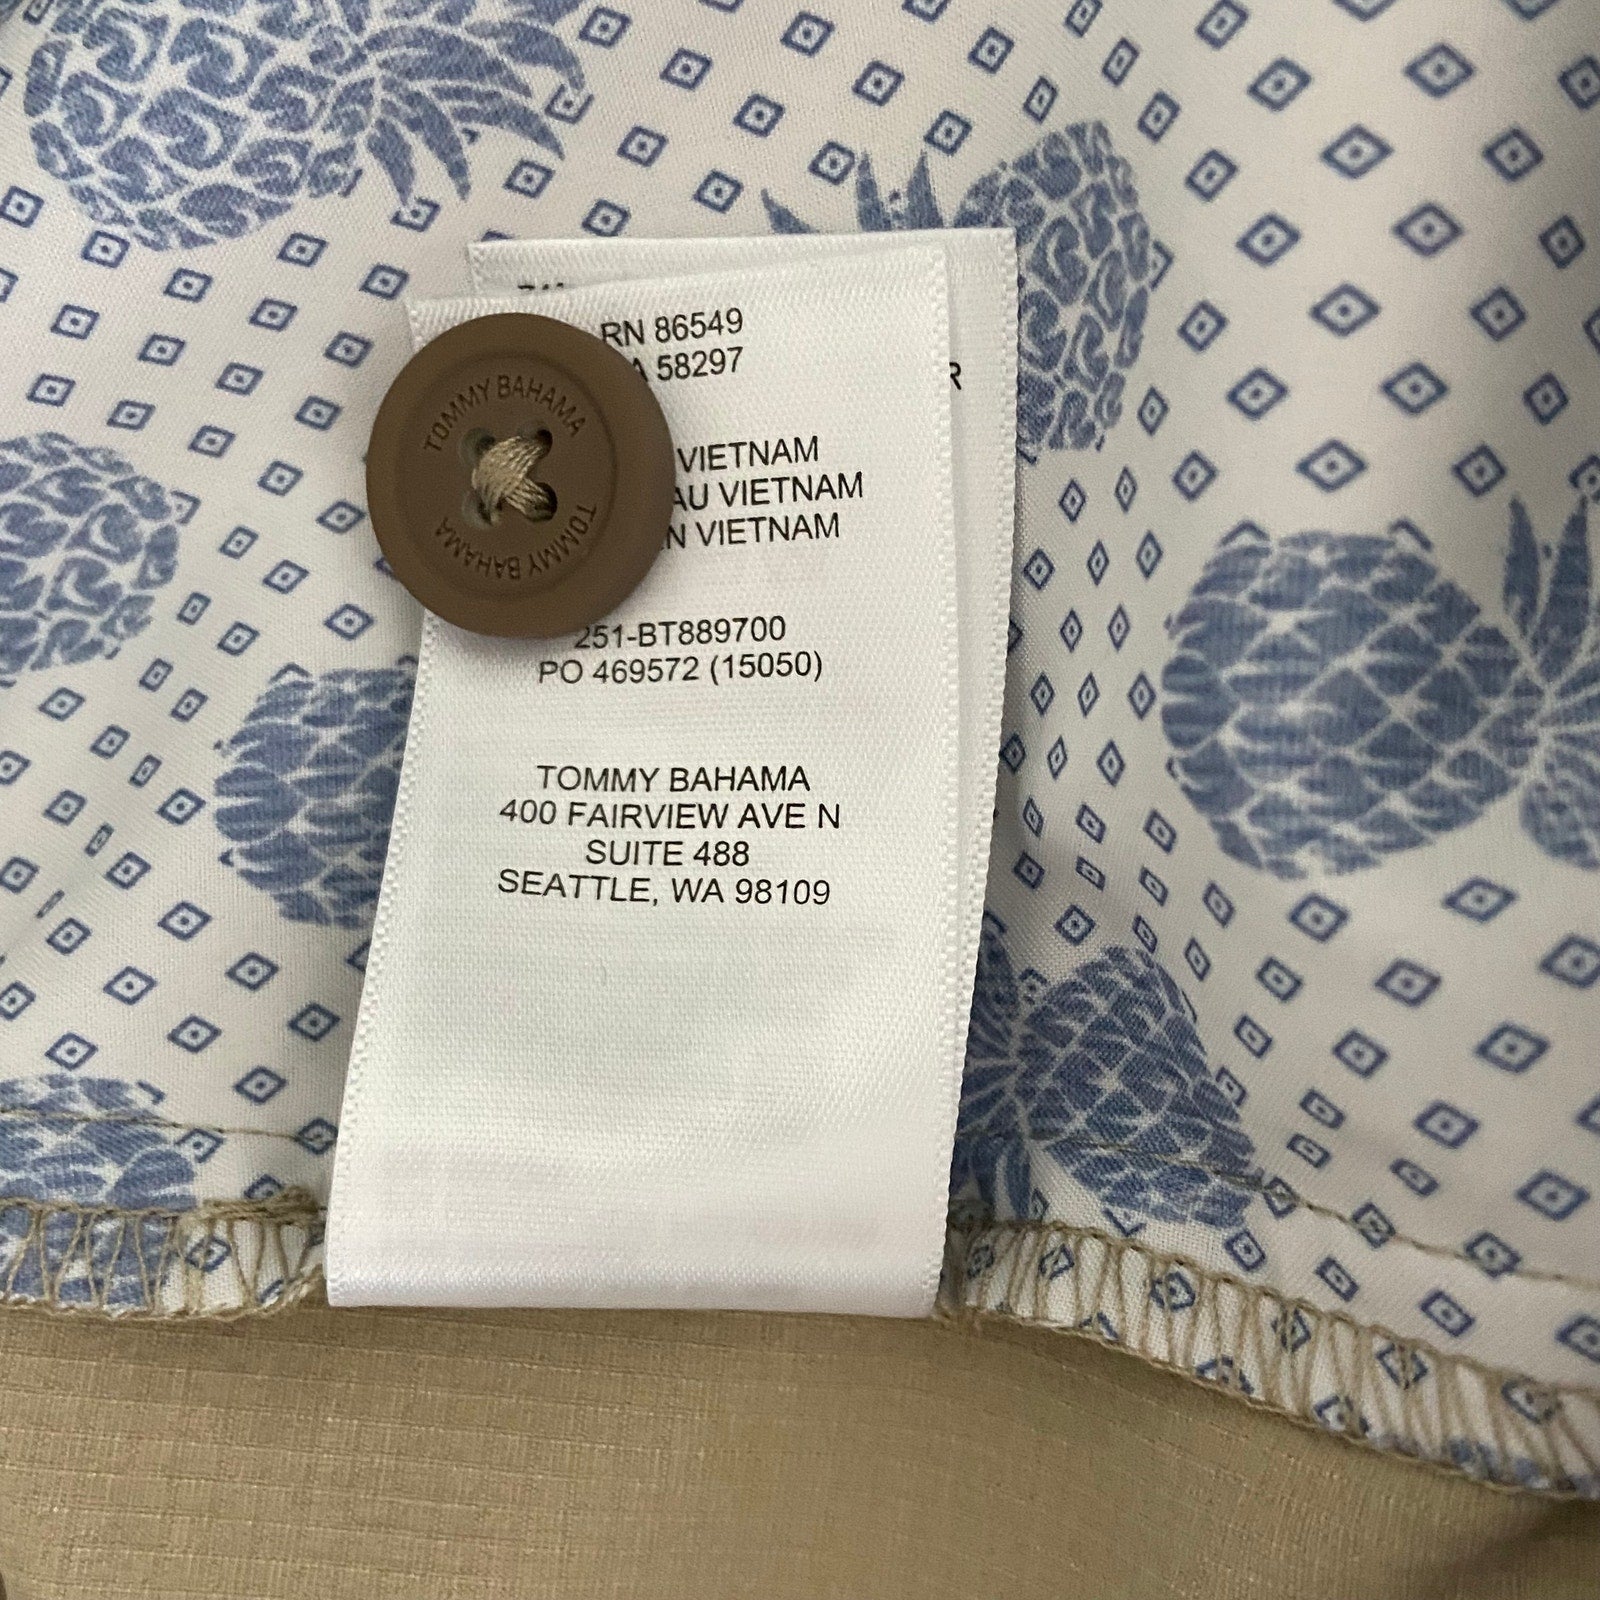 TOMMY BAHAMA
TOMMY BAHAMA
RN 86549
A 58297
VIETNAM
AU VIETNAM
EN VIETNAM
251-BT889700
PO 469572 (15050)
TOMMY BAHAMA
400 FAIRVIEW AVE N
SUITE 488
SEATTLE, WA 98109
R